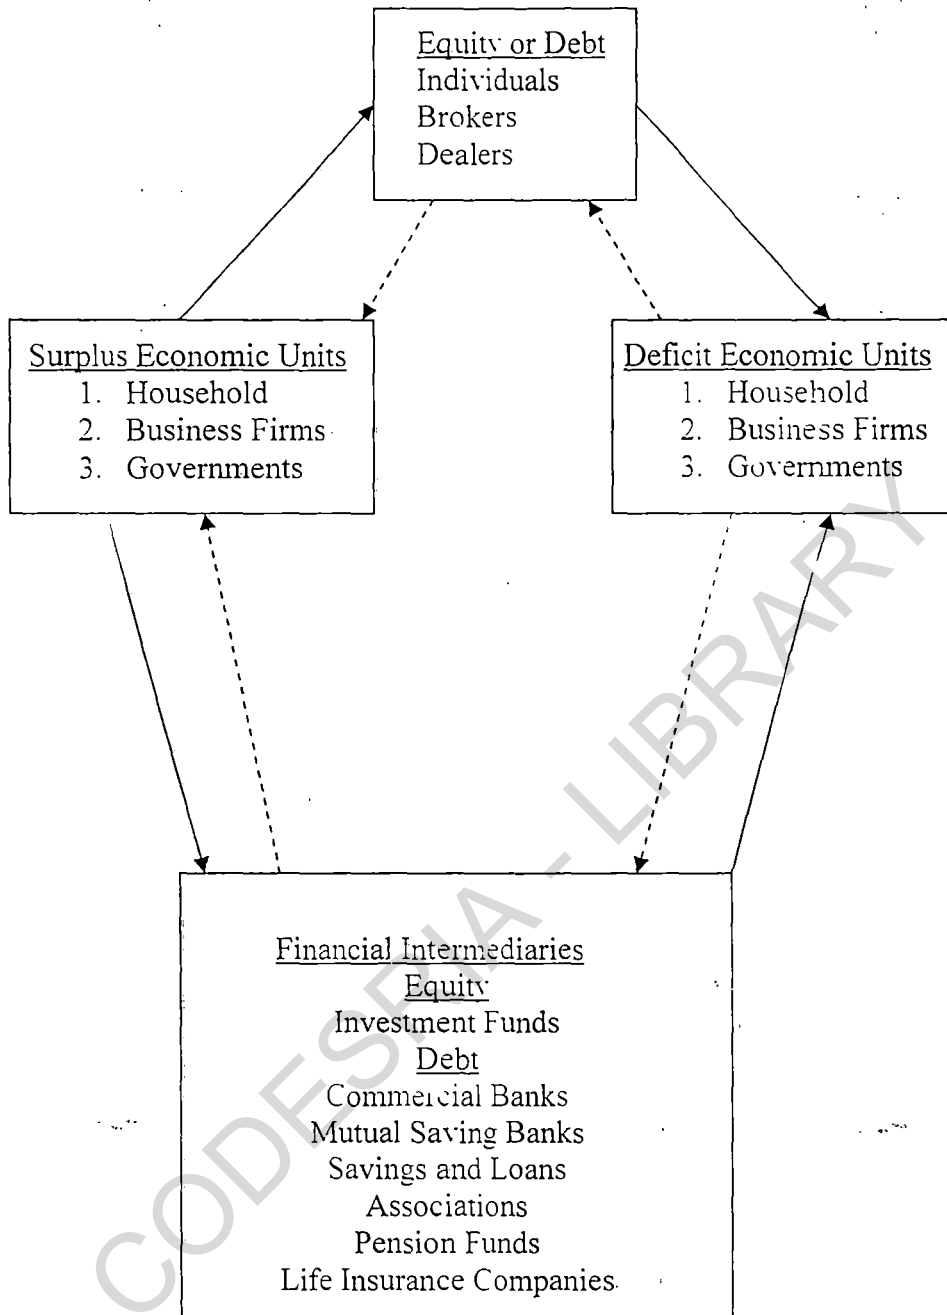 Equity or Debt
Individuals
Brokers
Dealers
Surplus Economic Units
1. Household
2. Business Firms
3. Governments
Deficit Economic Units
1. Household
2. Business Firms
3. Governments
Financial Intermediaries
Equity
Investment Funds
Debt
Commercial Banks
Mutual Saving Banks
Savings and Loans
Associations
Pension Funds
Life Insurance Companies
CODESRIA - LIBRARY